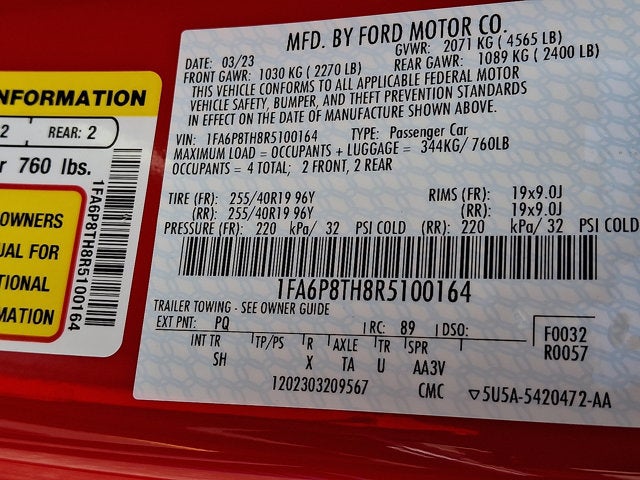 NFORMATION
2 REAR: 2
r 760 lbs.
OWNERS
UAL FOR
TIONAL
MATION
1FA6P8TH8R5100164
MFD. BY FORD MOTOR CO.
DATE: 03/23 GVWR: 2071 KG ( 4565 LB)
FRONT GAWR: 1030 KG ( 2270 LB) REAR GAWR: 1089 KG ( 2400 LB)
THIS VEHICLE CONFORMS TO ALL APPLICABLE FEDERAL MOTOR
VEHICLE SAFETY, BUMPER, AND THEFT PREVENTION STANDARDS
IN EFFECT ON THE DATE OF MANUFACTURE SHOWN ABOVE.
VIN: 1FA6P8TH8R5100164 TYPE: Passenger Car
MAXIMUM LOAD = OCCUPANTS + LUGGAGE = 344KG/ 760LB
OCCUPANTS = 4 TOTAL; 2 FRONT, 2 REAR
TIRE (FR): 255/40R19 96Y RIMS (FR): 19x9.0J
(RR): 255/40R19 96Y (RR): 19x9.0J
PRESSURE (FR): 220 kPa/ 32 PSI COLD (RR): 220 kPa/ 32 PSI COLD
1FA6P8TH8R5100164
TRAILER TOWING - SEE OWNER GUIDE
EXT PNT: PQ RC: 89 DSO: F0032
INT TR TP/PS R AXLE TR SPR R0057
SH X TA U AA3V
1202303209567 CMC ▽5U5A-5420472-AA